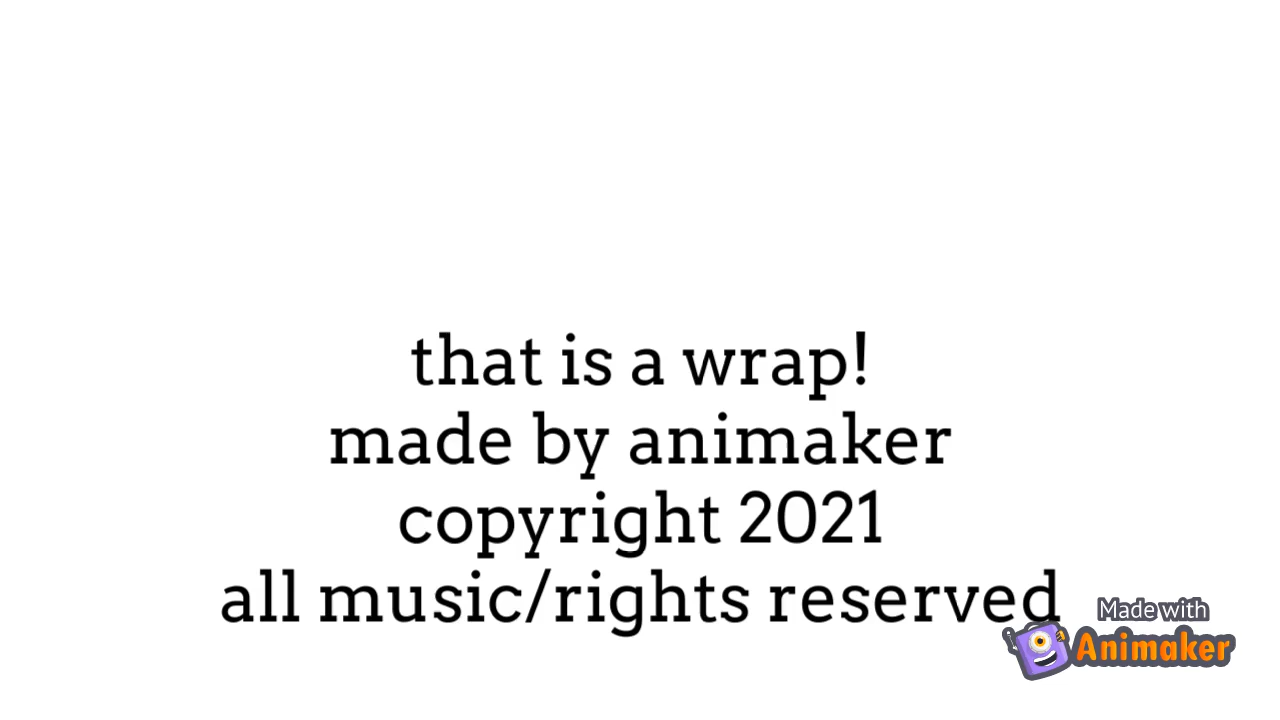 that is a wrap!
made by animaker
copyright 2021
all music/rights reserved
Made with
Animaker